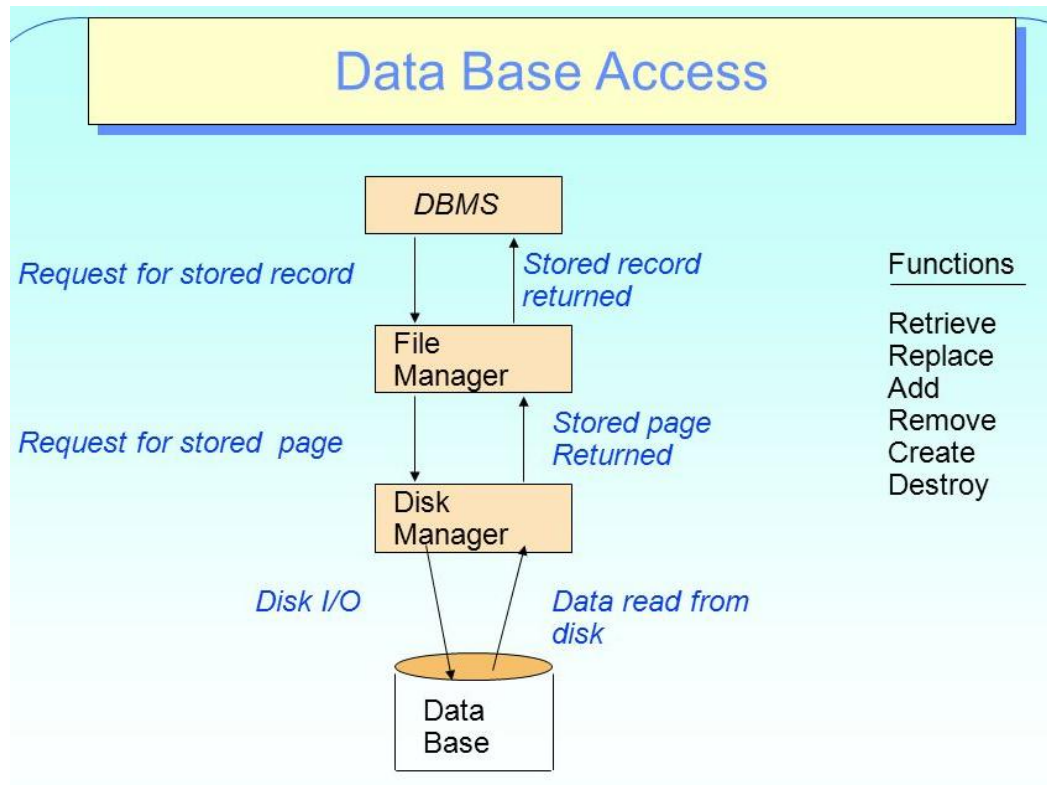 Data Base Access
DBMS
Request for stored record
Stored record
returned
File
Manager
Request for stored page
Stored page
Returned
Disk
Manager
Disk I/O
Data read from
disk
Data
Base
Functions
Retrieve
Replace
Add
Remove
Create
Destroy